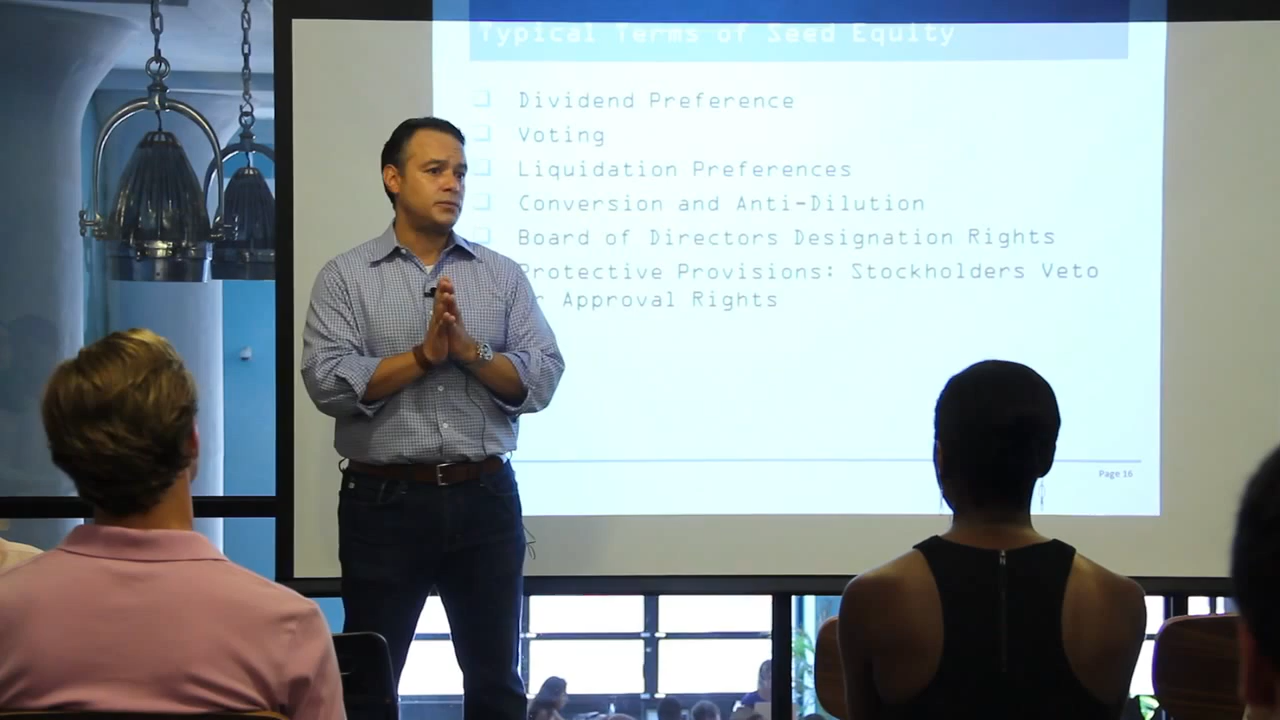 Typical Terms of Seed Equity
Dividend Preference
Voting
Liquidation Preferences
Conversion and Anti-Dilution
Board of Directors Designation Rights
Protective Provisions: Stockholders Veto
Approval Rights
Page 16